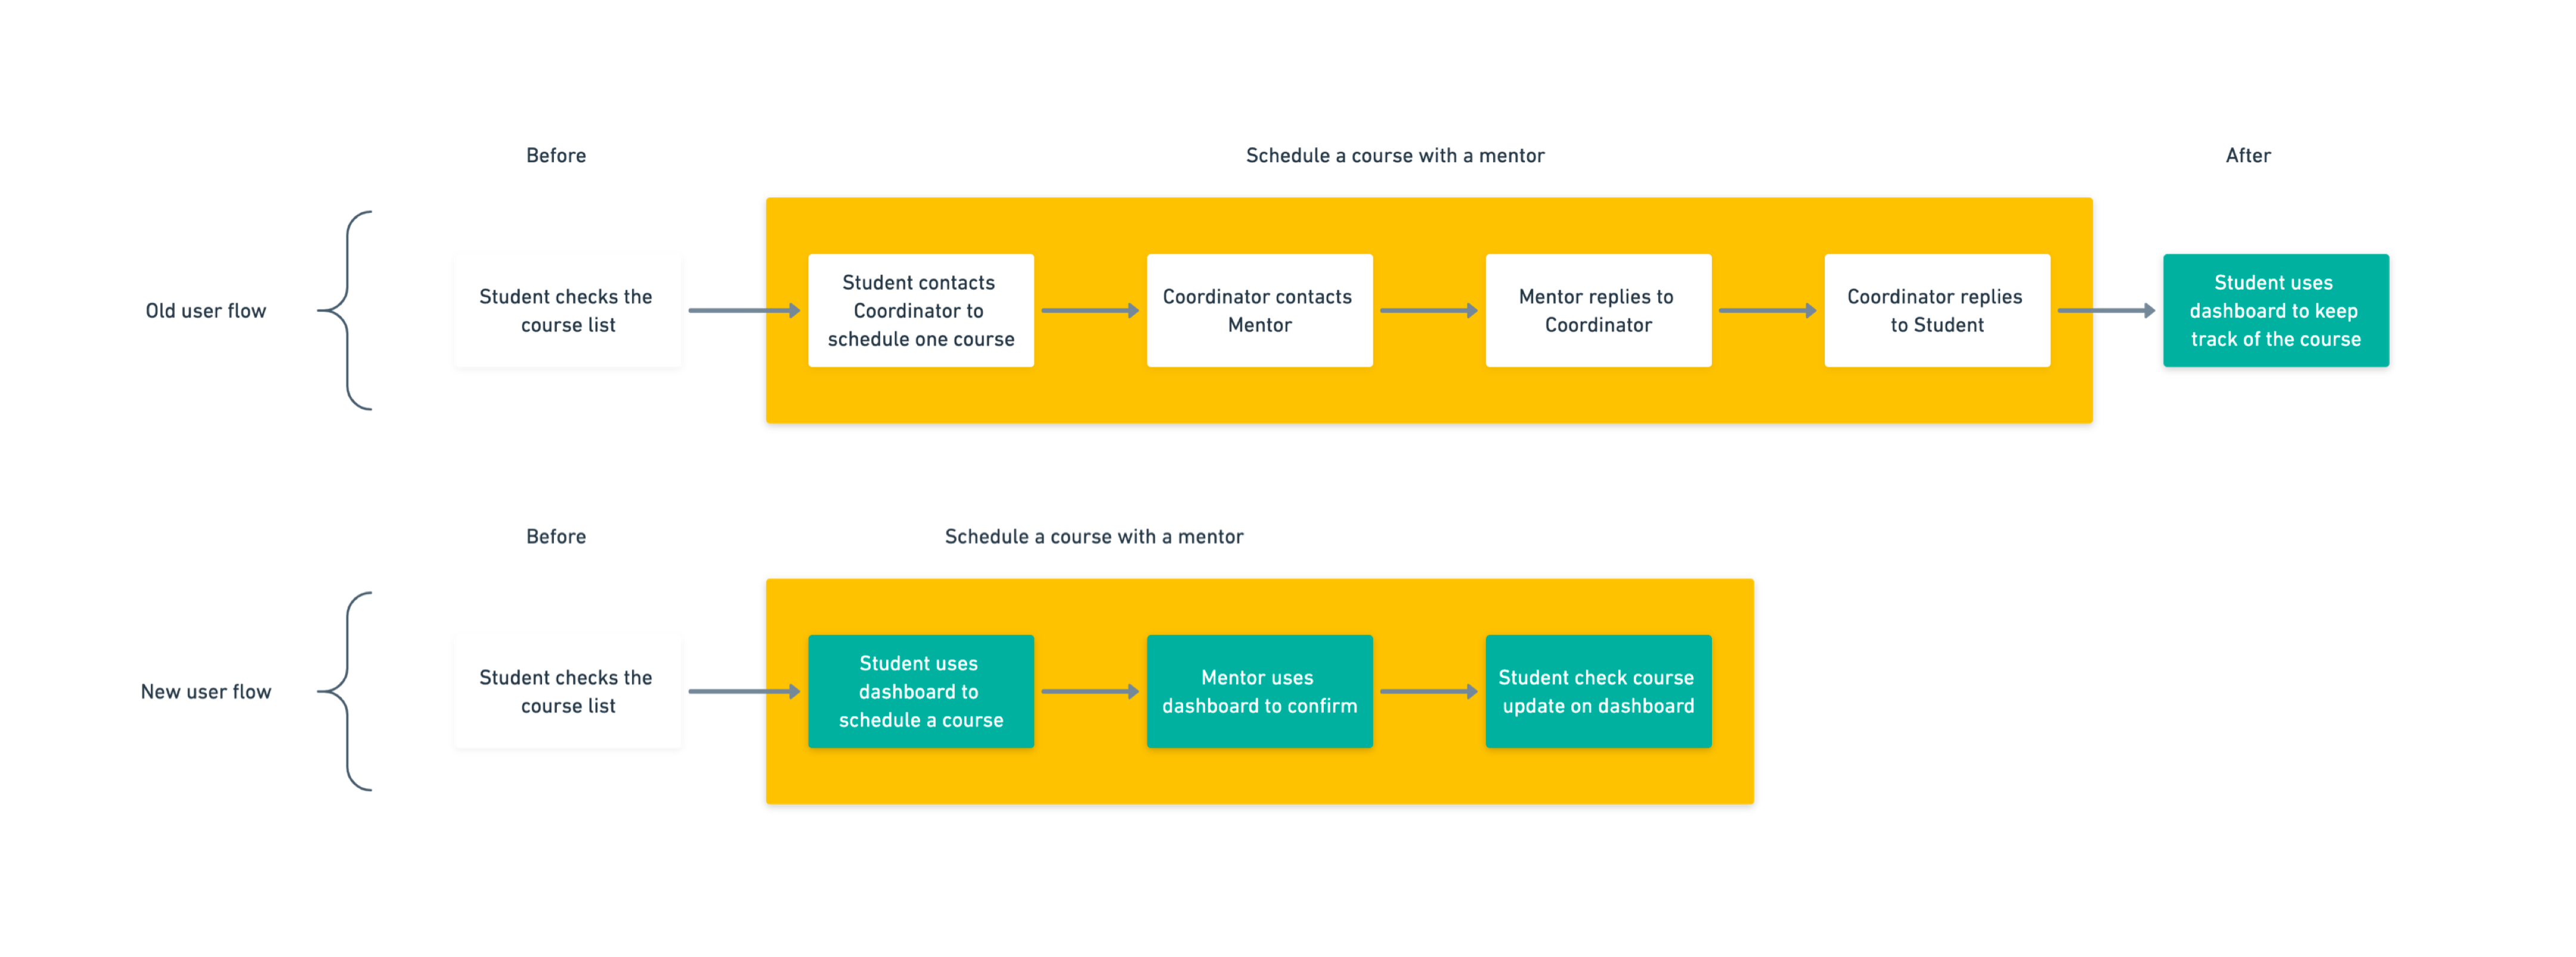 Before
Schedule a course with a mentor
After
Old user flow
Student checks the
course list
Student contacts
Coordinator to
schedule one course
Coordinator contacts
Mentor
Mentor replies to
Coordinator
Coordinator replies
to Student
Student uses
dashboard to keep
track of the course
Before
Schedule a course with a mentor
New user flow
Student checks the
course list
Student uses
dashboard to
schedule a course
Mentor uses
dashboard to confirm
Student check course
update on dashboard